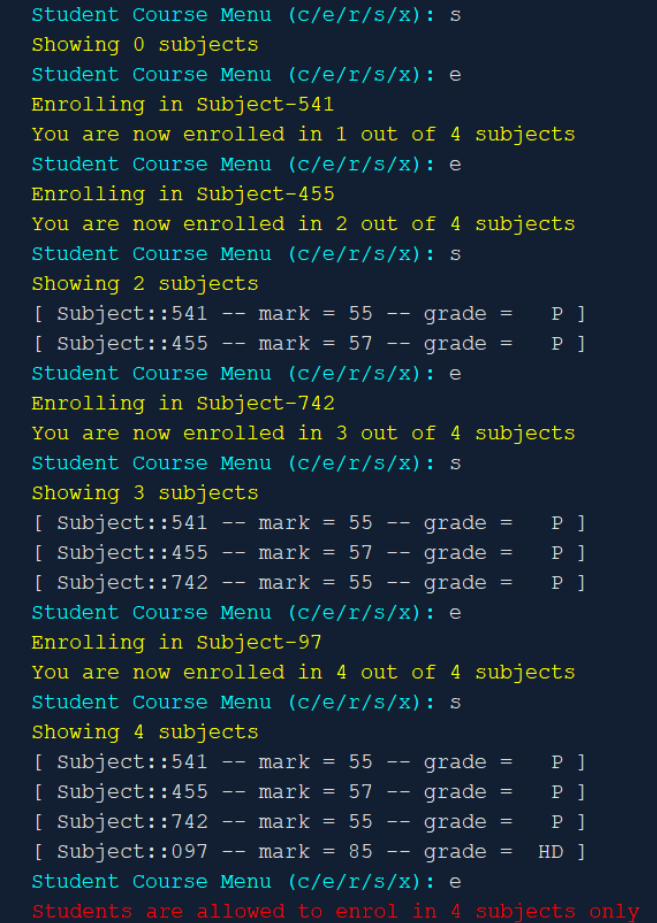 Student Course Menu (c/e/r/s/x): s
Showing 0 subjects
Student Course Menu (c/e/r/s/x): e
Enrolling in Subject-541
You are now enrolled in 1 out of 4 subjects
Student Course Menu (c/e/r/s/x): e
Enrolling in Subject-455
You are now enrolled in 2 out of 4 subjects
Student Course Menu (c/e/r/s/x): s
Showing 2 subjects
[ Subject::541 -- mark = 55 -- grade =   P ]
[ Subject::455 -- mark = 57 -- grade =   P ]
Student Course Menu (c/e/r/s/x): e
Enrolling in Subject-742
You are now enrolled in 3 out of 4 subjects
Student Course Menu (c/e/r/s/x): s
Showing 3 subjects
[ Subject::541 -- mark = 55 -- grade =   P ]
[ Subject::455 -- mark = 57 -- grade =   P ]
[ Subject::742 -- mark = 55 -- grade =   P ]
Student Course Menu (c/e/r/s/x): e
Enrolling in Subject-97
You are now enrolled in 4 out of 4 subjects
Student Course Menu (c/e/r/s/x): s
Showing 4 subjects
[ Subject::541 -- mark = 55 -- grade =   P ]
[ Subject::455 -- mark = 57 -- grade =   P ]
[ Subject::742 -- mark = 55 -- grade =   P ]
[ Subject::097 -- mark = 85 -- grade =  HD ]
Student Course Menu (c/e/r/s/x): e
Students are allowed to enrol in 4 subjects only